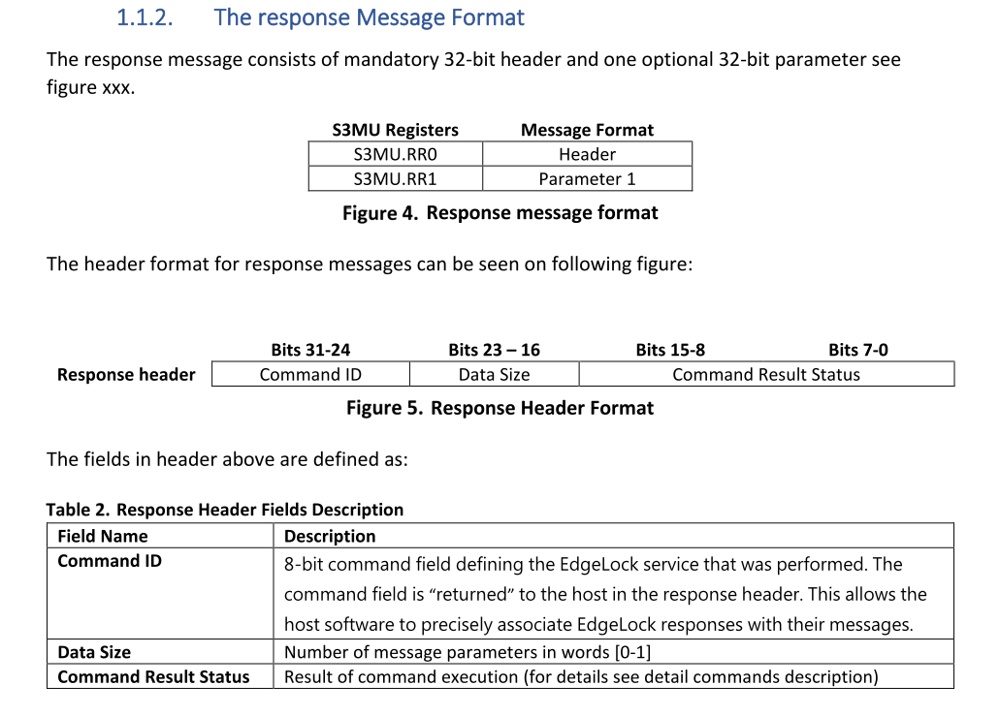 1.1.2. The response Message Format
The response message consists of mandatory 32-bit header and one optional 32-bit parameter see
figure xxx.
S3MU Registers Message Format
S3MU.RR0 Header
S3MU.RR1 Parameter 1
Figure 4. Response message format
The header format for response messages can be seen on following figure:
Bits 31-24 Bits 23 – 16 Bits 15-8 Bits 7-0
Response header Command ID Data Size Command Result Status
Figure 5. Response Header Format
The fields in header above are defined as:
Table 2. Response Header Fields Description
Field Name Description
Command ID 8-bit command field defining the EdgeLock service that was performed. The
command field is “returned” to the host in the response header. This allows the
host software to precisely associate EdgeLock responses with their messages.
Data Size Number of message parameters in words [0-1]
Command Result Status Result of command execution (for details see detail commands description)